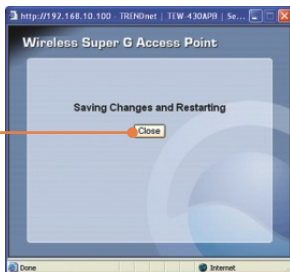 http://192.168.10.100 - TRENDnet | TEW-430APB | Se...
Wireless Super G Access Point
Saving Changes and Restarting
Close
Done
Internet